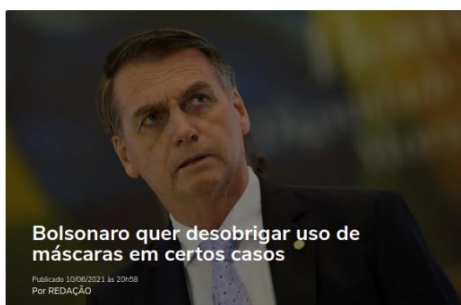 Bolsonaro quer desobrigar uso de
máscaras em certos casos
Publicado 10/06/2021 às 20h58
Por REDAÇÃO